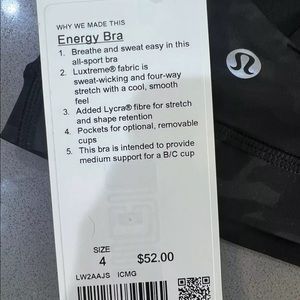 WHY WE MADE THIS
Energy Bra
1. Breathe and sweat easy in this
all-sport bra
2. Luxtreme® fabric is
sweat-wicking and four-way
stretch with a cool, smooth
feel
3. Added Lycra® fibre for stretch
and shape retention
4. Pockets for optional, removable
cups
5. This bra is intended to provide
medium support for a B/C cup
SIZE
4 $52.00
LW2AAJS ICMG